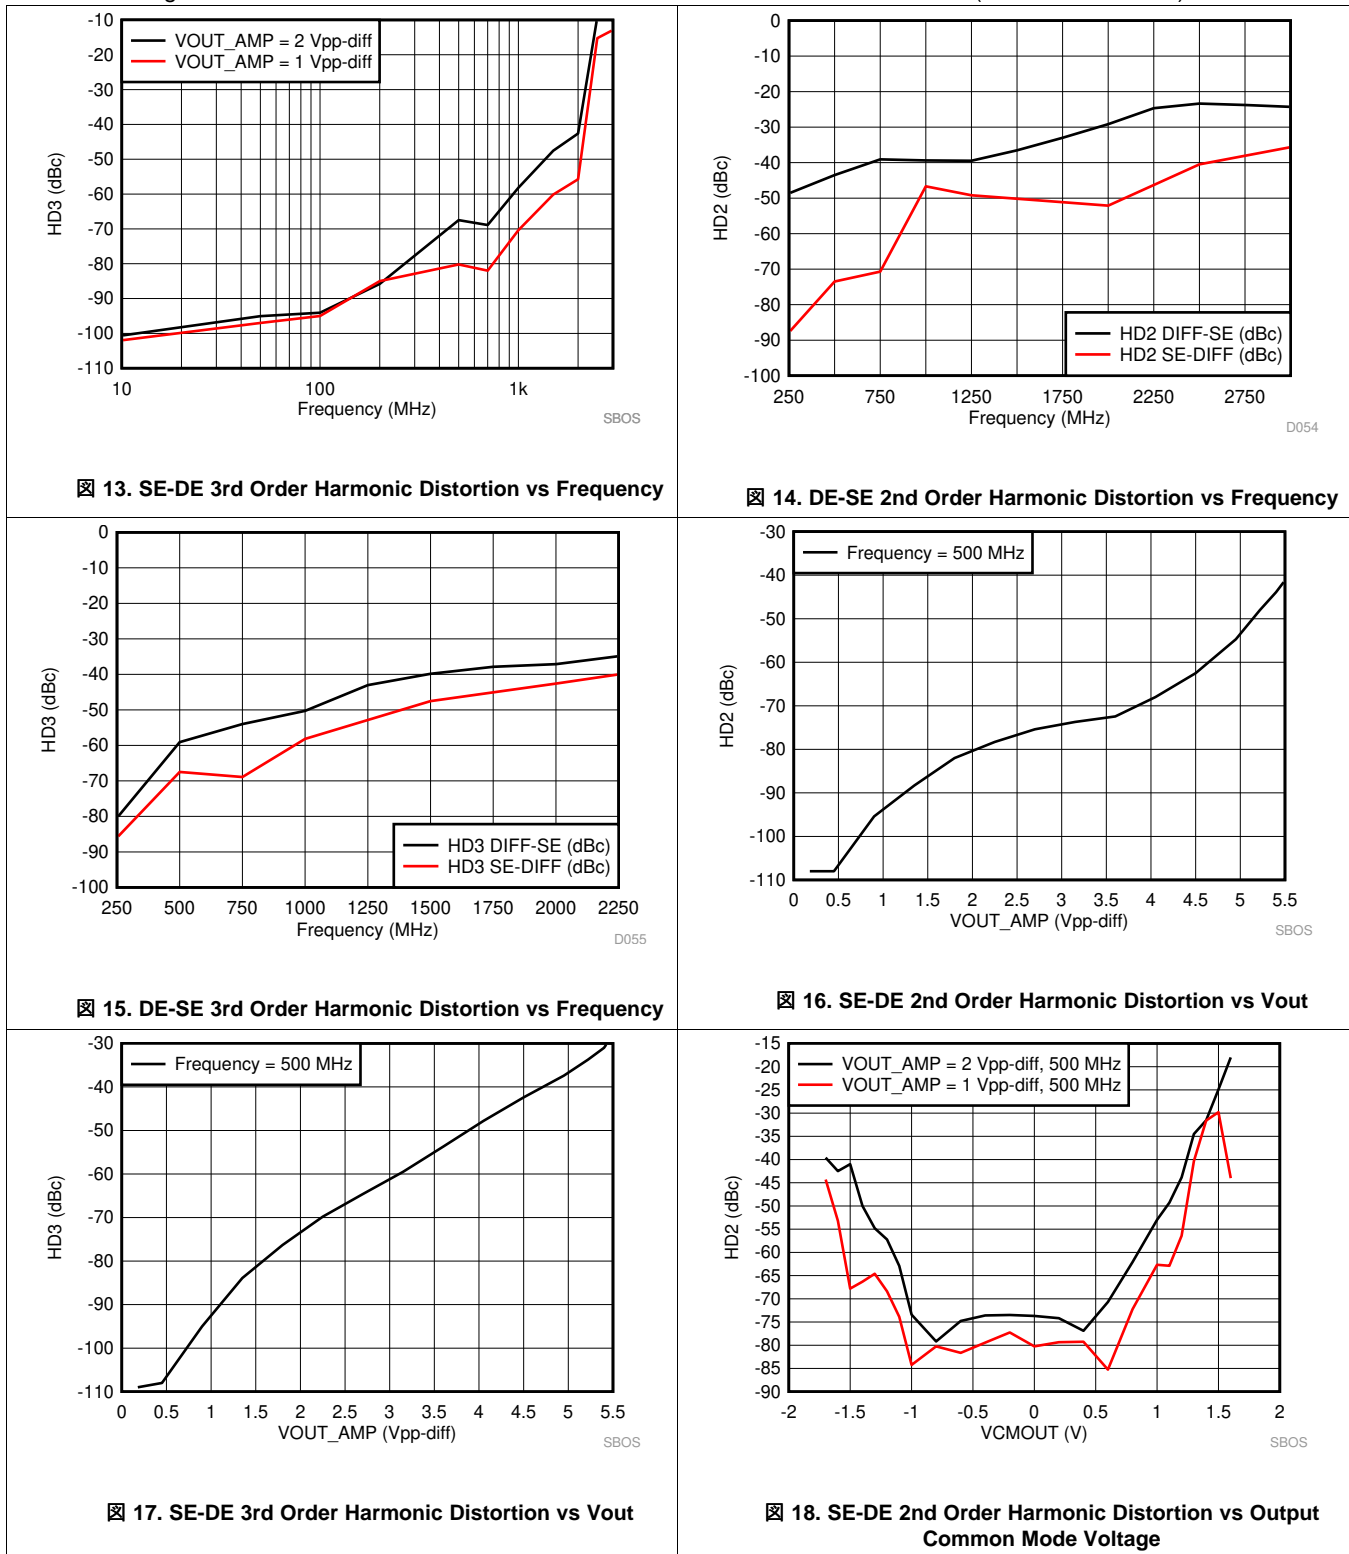 -10
-20
-30
-40
-50
-60
-70
-80
-90
-100
-110
HD3 (dBc)
VOUT_AMP = 2 Vpp-diff
VOUT_AMP = 1 Vpp-diff
10 100 1k
Frequency (MHz)
SBOS
図 13. SE-DE 3rd Order Harmonic Distortion vs Frequency
0
-10
-20
-30
-40
-50
-60
-70
-80
-90
-100
HD2 (dBc)
HD2 DIFF-SE (dBc)
HD2 SE-DIFF (dBc)
250 750 1250 1750 2250 2750
Frequency (MHz)
D054
図 14. DE-SE 2nd Order Harmonic Distortion vs Frequency
0
-10
-20
-30
-40
-50
-60
-70
-80
-90
-100
HD3 (dBc)
HD3 DIFF-SE (dBc)
HD3 SE-DIFF (dBc)
250 500 750 1000 1250 1500 1750 2000 2250
Frequency (MHz)
D055
図 15. DE-SE 3rd Order Harmonic Distortion vs Frequency
-30
-40
-50
-60
-70
-80
-90
-100
-110
HD2 (dBc)
Frequency = 500 MHz
0 0.5 1 1.5 2 2.5 3 3.5 4 4.5 5 5.5
VOUT_AMP (Vpp-diff)
SBOS
図 16. SE-DE 2nd Order Harmonic Distortion vs Vout
-30
-40
-50
-60
-70
-80
-90
-100
-110
HD3 (dBc)
Frequency = 500 MHz
0 0.5 1 1.5 2 2.5 3 3.5 4 4.5 5 5.5
VOUT_AMP (Vpp-diff)
SBOS
図 17. SE-DE 3rd Order Harmonic Distortion vs Vout
-15
-20
-25
-30
-35
-40
-45
-50
-55
-60
-65
-70
-75
-80
-85
-90
HD2 (dBc)
VOUT_AMP = 2 Vpp-diff, 500 MHz
VOUT_AMP = 1 Vpp-diff, 500 MHz
-2 -1.5 -1 -0.5 0 0.5 1 1.5 2
VCMOUT (V)
SBOS
図 18. SE-DE 2nd Order Harmonic Distortion vs Output
Common Mode Voltage